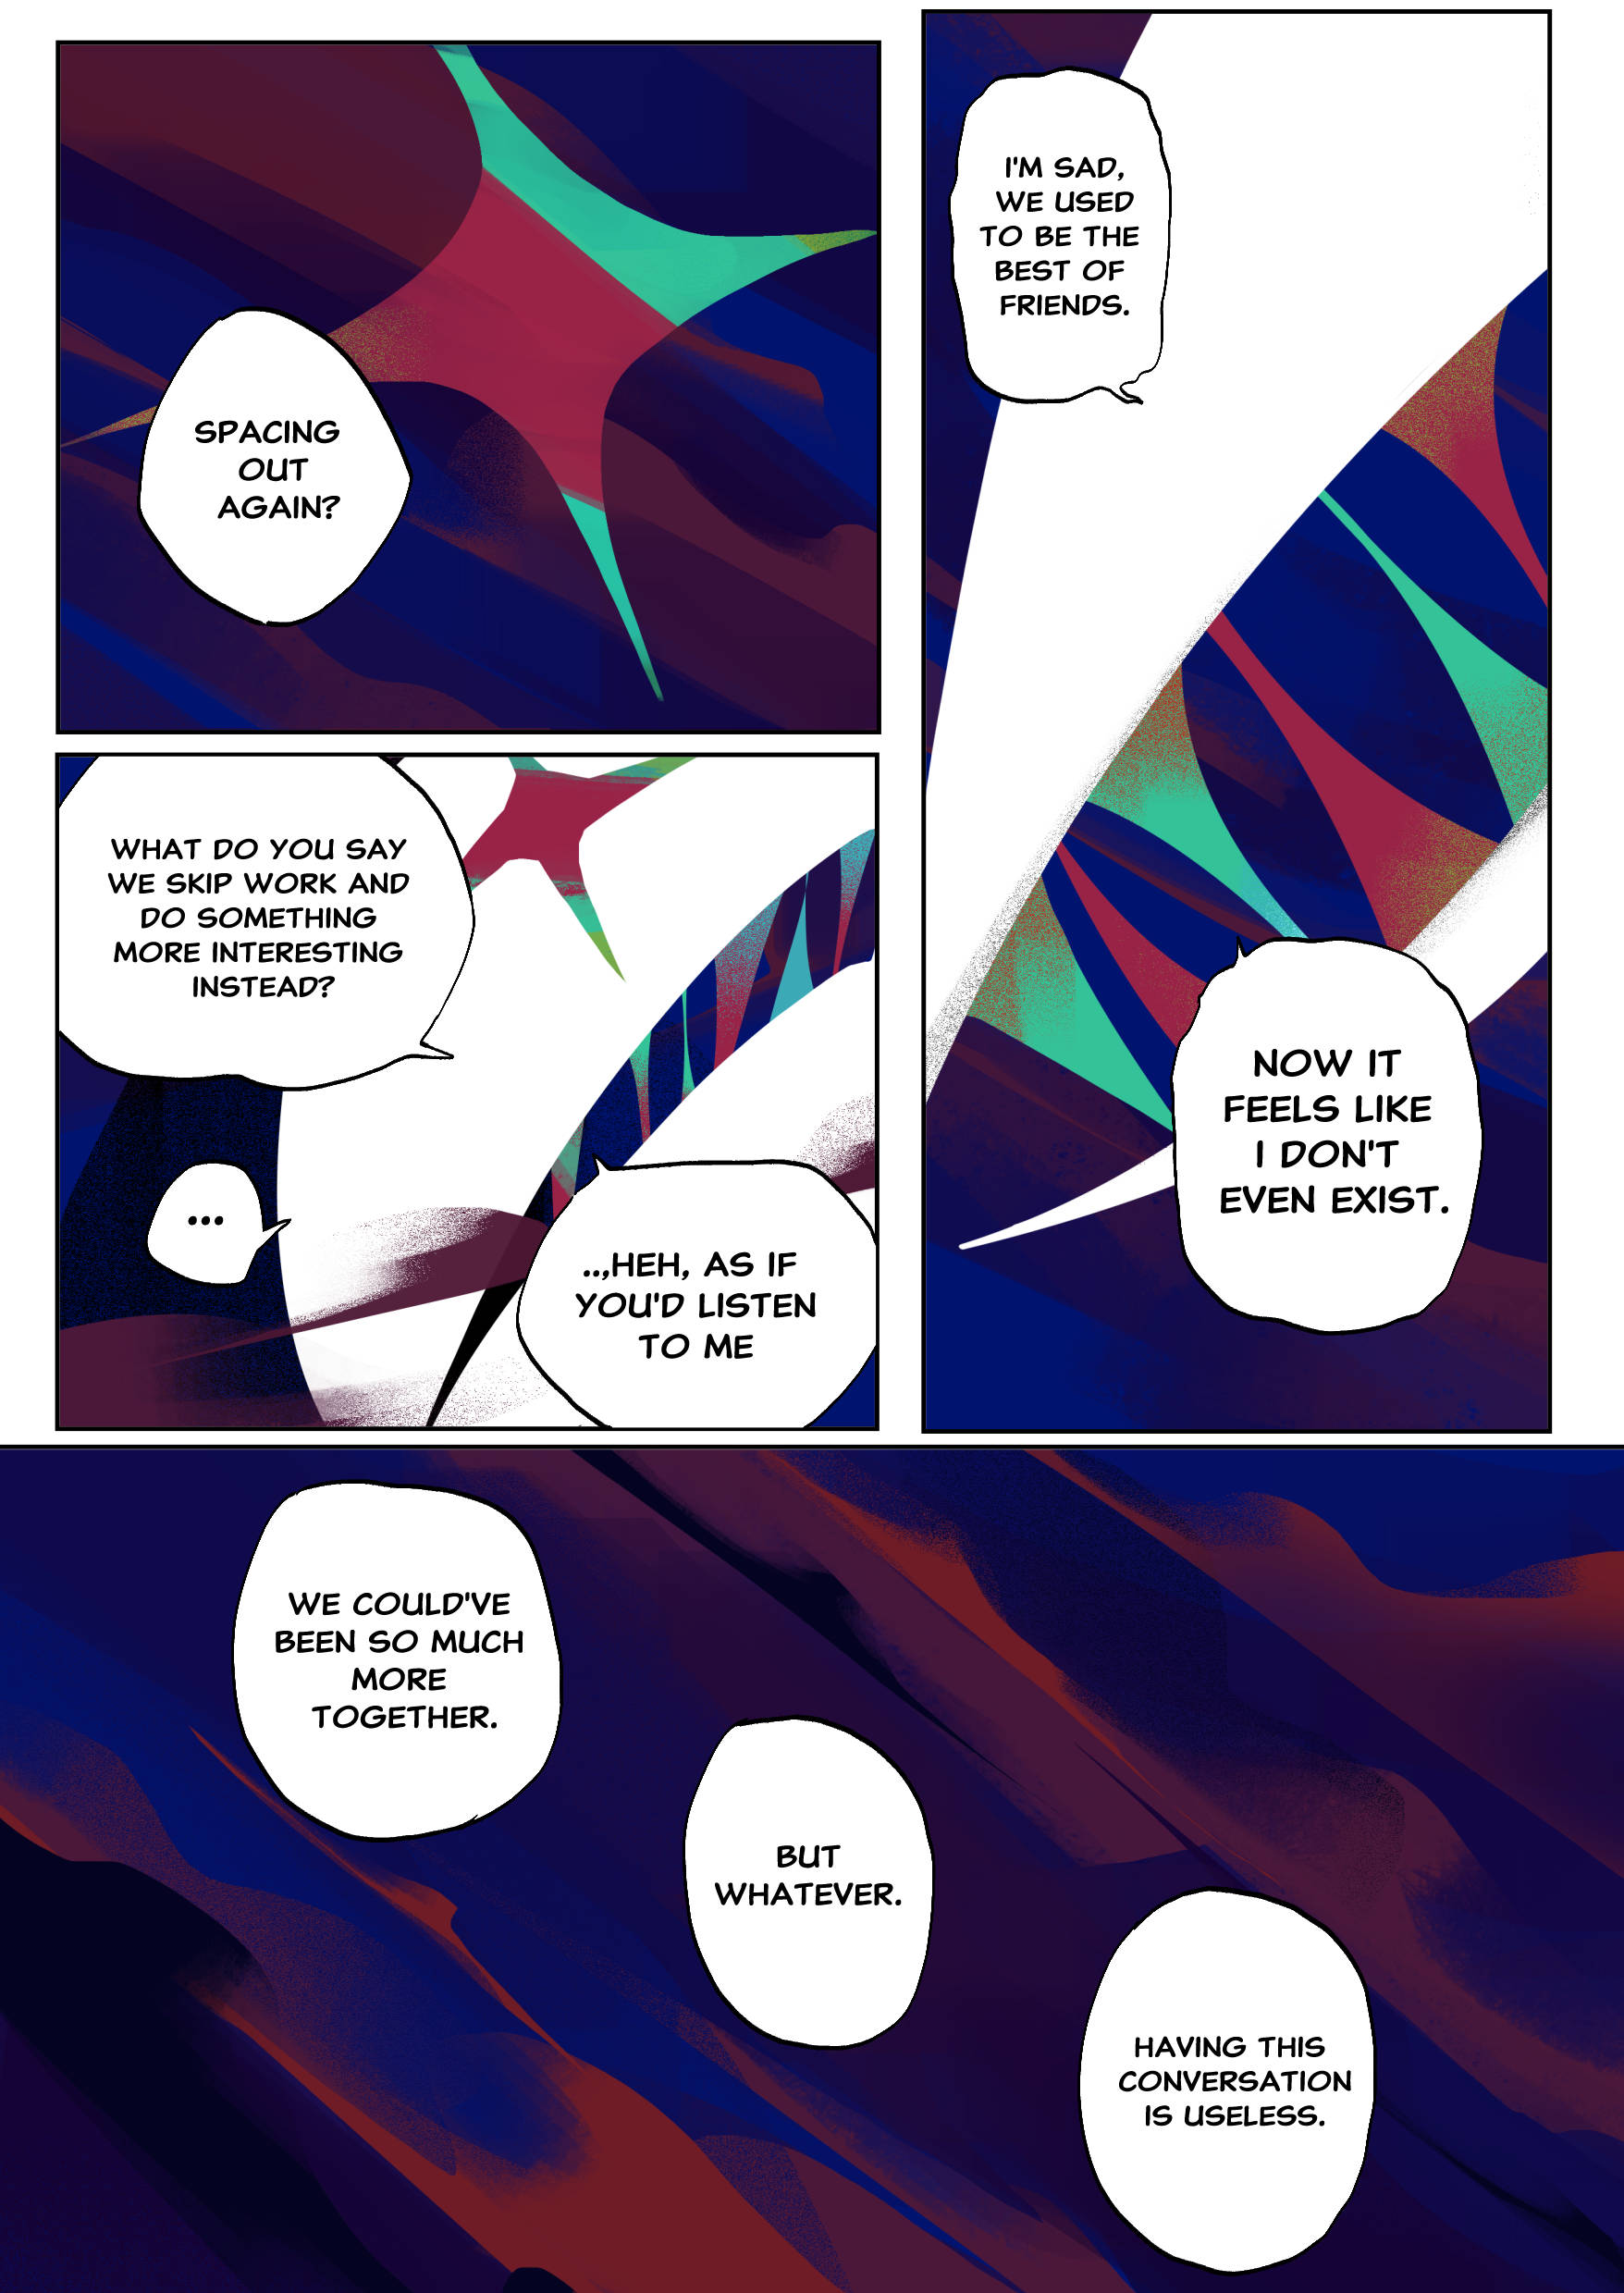 SPACING
OUT
AGAIN?
WHAT DO YOU SAY
WE SKIP WORK AND
DO SOMETHING
MORE INTERESTING
INSTEAD?
...
..,HEH, AS IF
YOU'D LISTEN
TO ME
I'M SAD,
WE USED
TO BE THE
BEST OF
FRIENDS.
NOW IT
FEELS LIKE
I DON'T
EVEN EXIST.
WE COULD'VE
BEEN SO MUCH
MORE
TOGETHER.
BUT
WHATEVER.
HAVING THIS
CONVERSATION
IS USELESS.